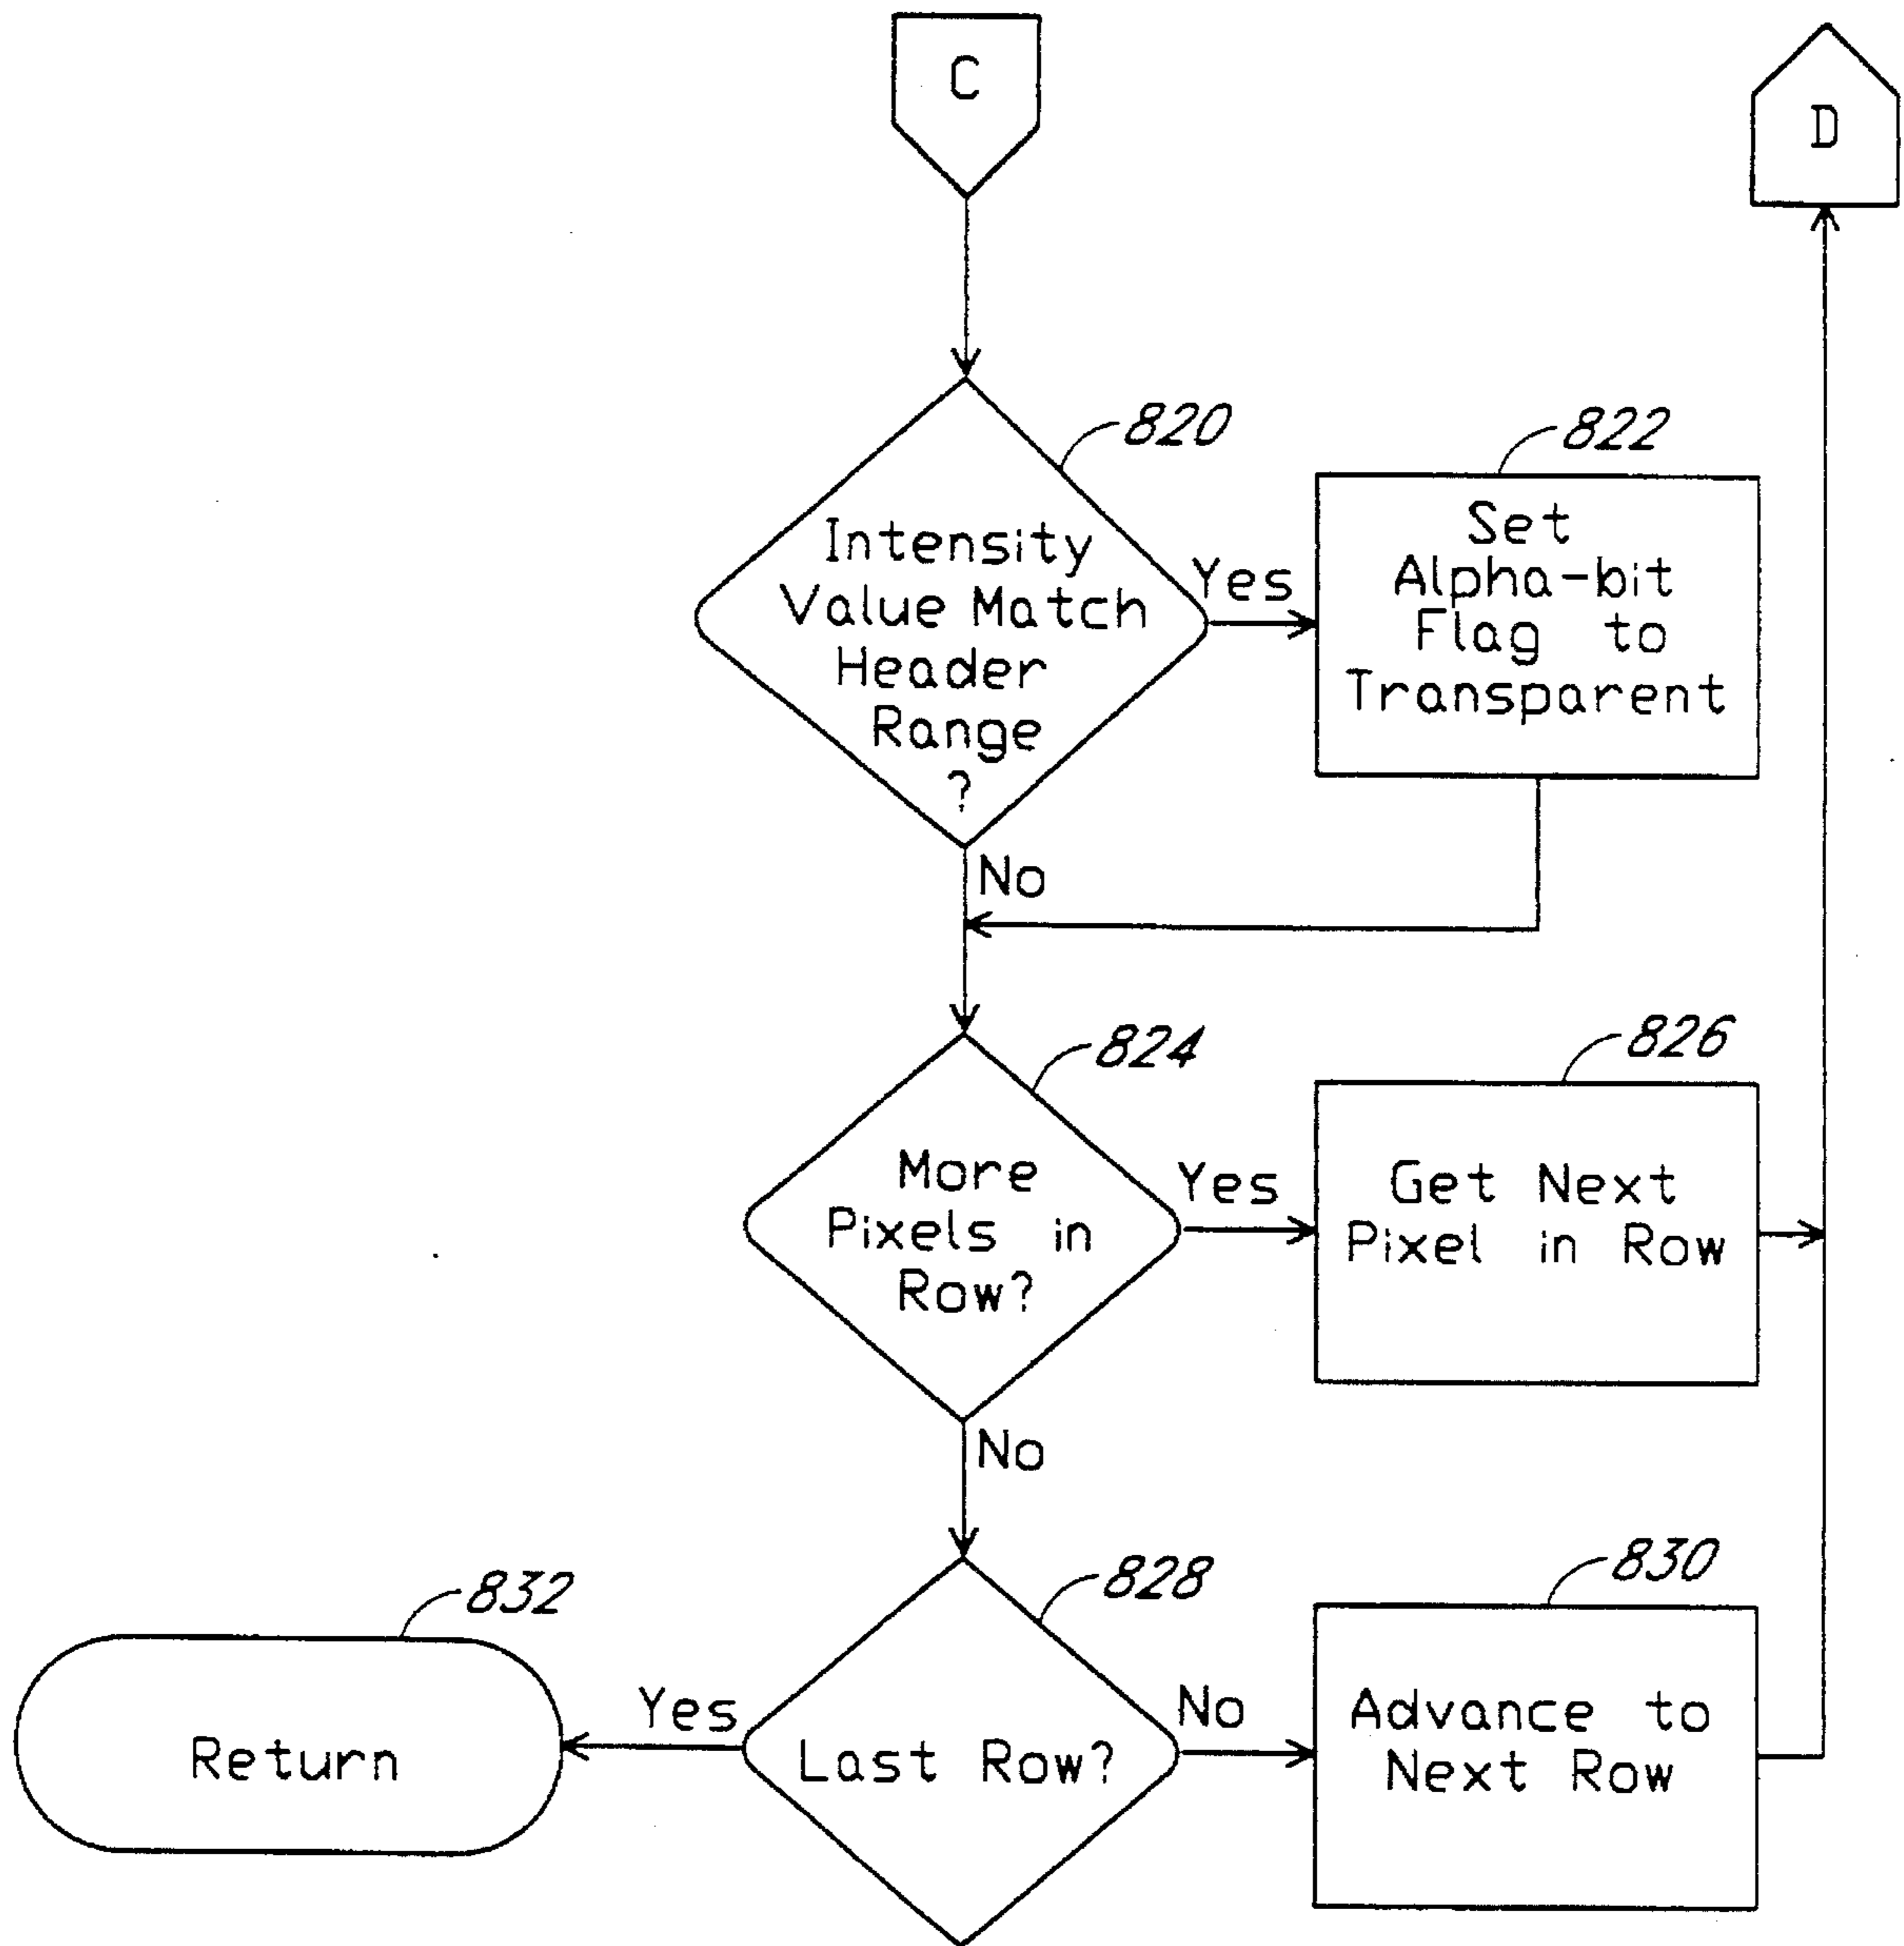 C
D
820
Intensity
Value Match
Header
Range
?
Yes
822
Set
Alpha-bit
Flag to
Transparent
No
824
More
Pixels in
Row?
Yes
826
Get Next
Pixel in Row
No
828
Last Row?
Yes
832
Return
No
830
Advance to
Next Row